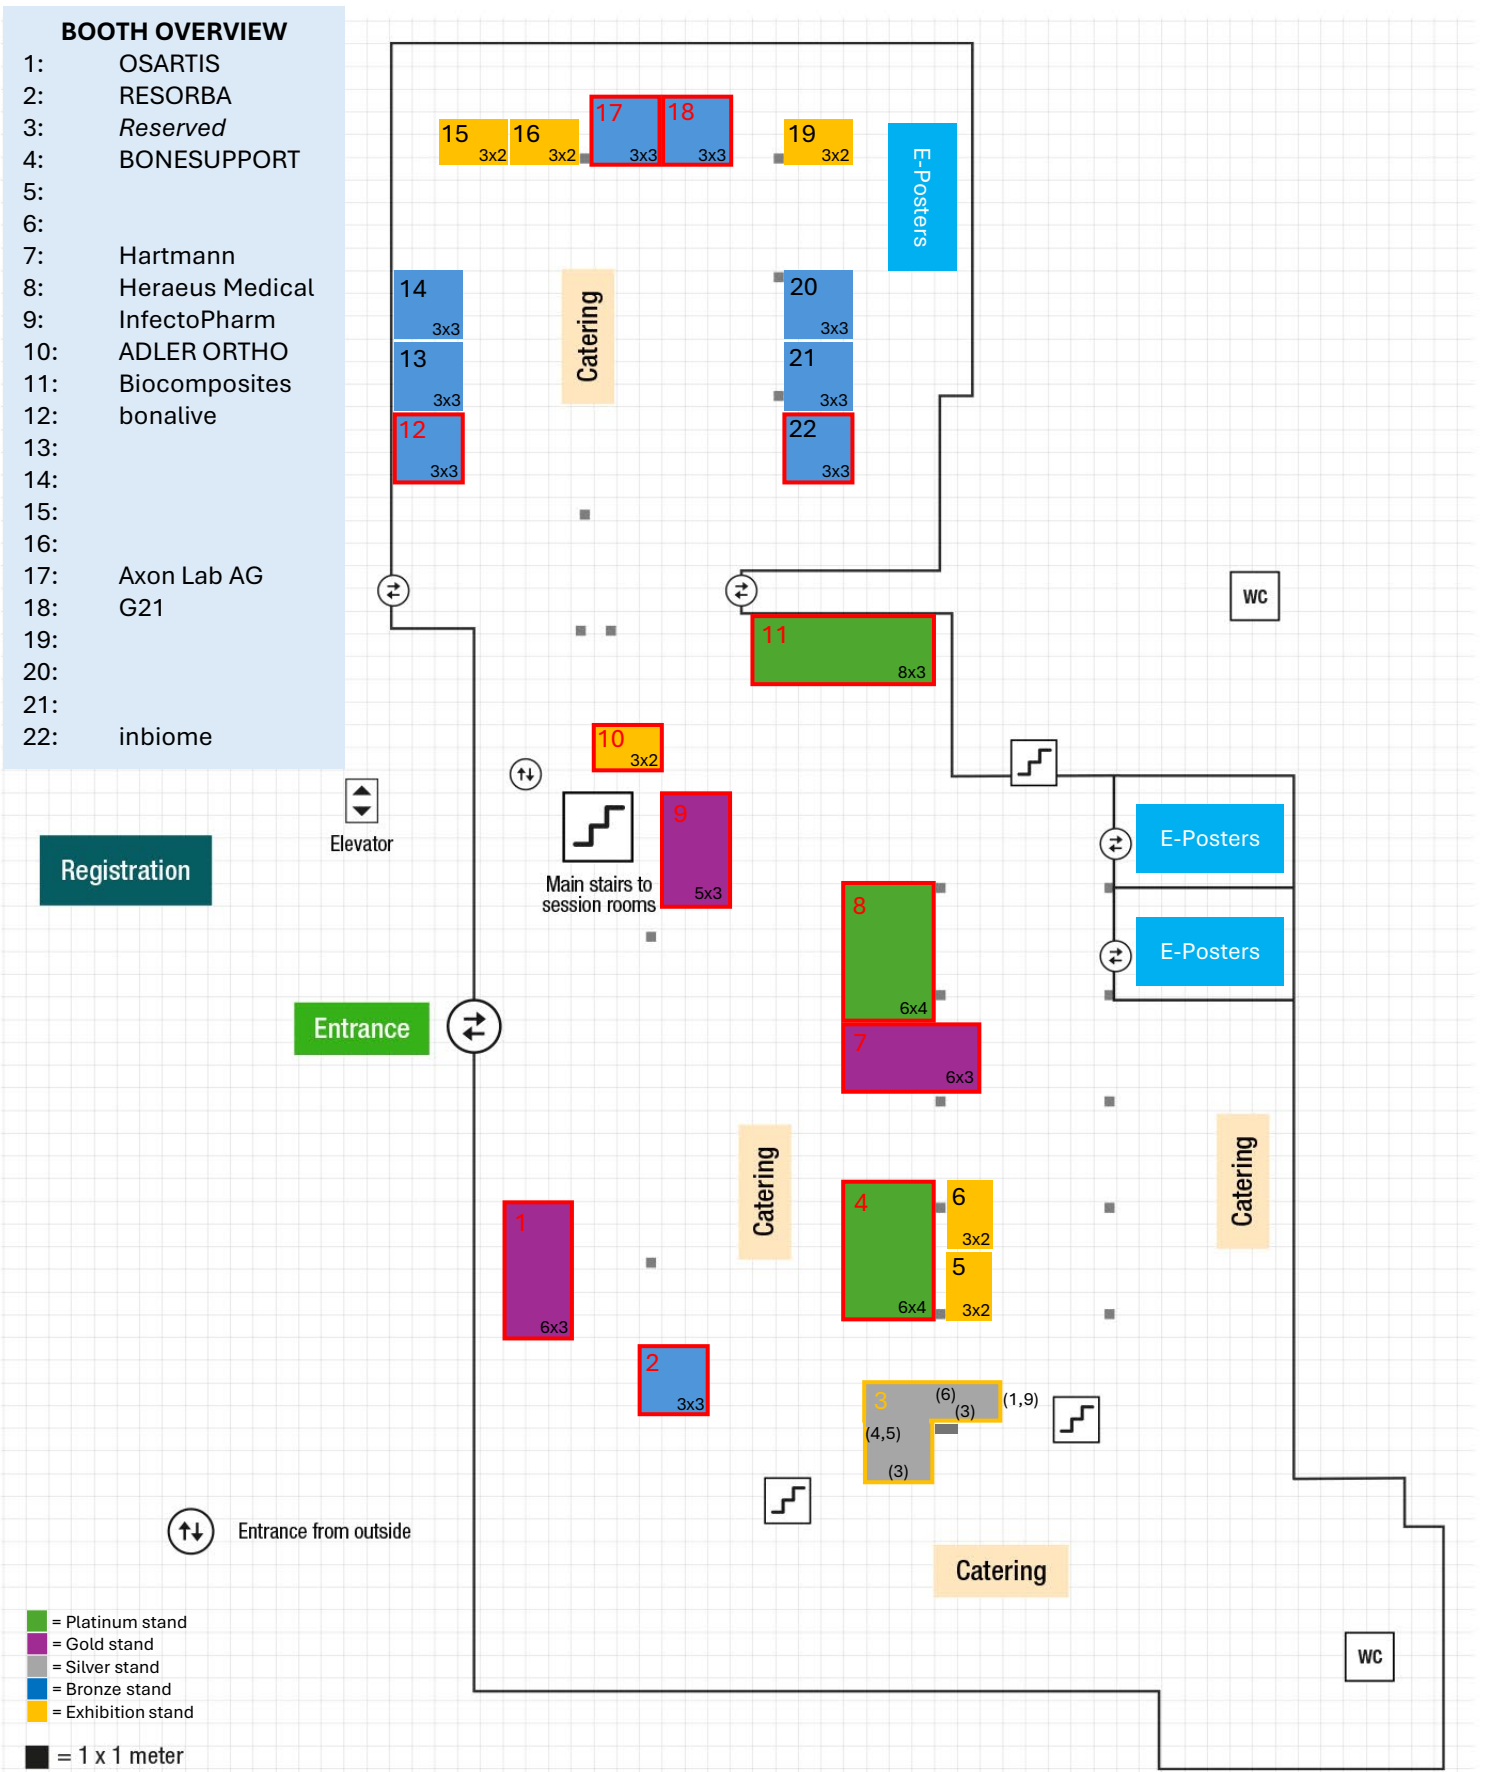 BOOTH OVERVIEW
1: OSARTIS
2: RESORBA
3: Reserved
4: BONESUPPORT
5:
6:
7: Hartmann
8: Heraeus Medical
9: InfectoPharm
10: ADLER ORTHO
11: Biocomposites
12: bonalive
13:
14:
15:
16:
17: Axon Lab AG
18: G21
19:
20:
21:
22: inbiome
15
3x2
16
3x2
17
3x3
18
3x3
19
3x2
E-Posters
14
3x3
13
3x3
12
3x3
Catering
20
3x3
21
3x3
22
3x3
WC
11
8x3
10
3x2
Elevator
Registration
Main stairs to
session rooms
9
5x3
E-Posters
E-Posters
8
6x4
Entrance
7
6x3
Catering
Catering
1
6x3
4
6x4
6
3x2
5
3x2
2
3x3
3
(6)
(1,9)
(3)
(4,5)
(3)
Entrance from outside
Catering
WC
= Platinum stand
= Gold stand
= Silver stand
= Bronze stand
= Exhibition stand
= 1 x 1 meter